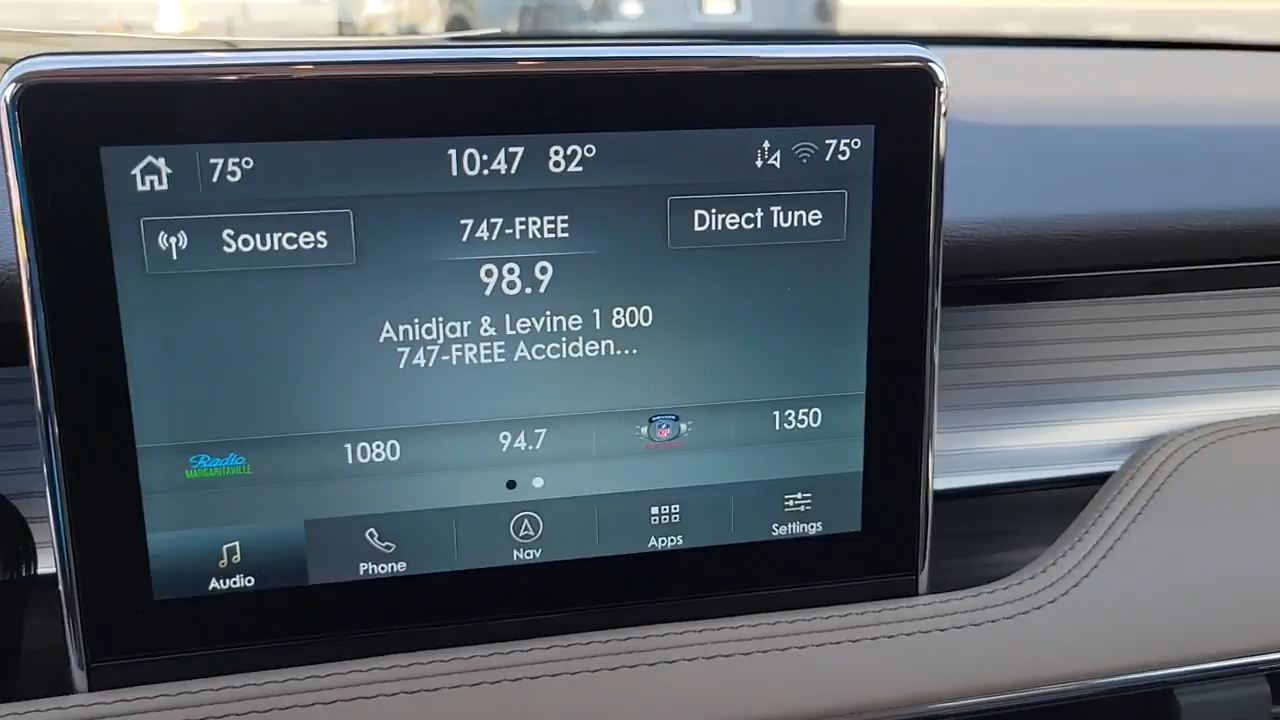 75°
10:47 82°
75°
Sources
747-FREE
Direct Tune
98.9
Anidjar & Levine 1 800
747-FREE Acciden...
Radio
MARGARITAVILLE
1080
94.7
NFL
1350
Audio
Phone
Nav
Apps
Settings